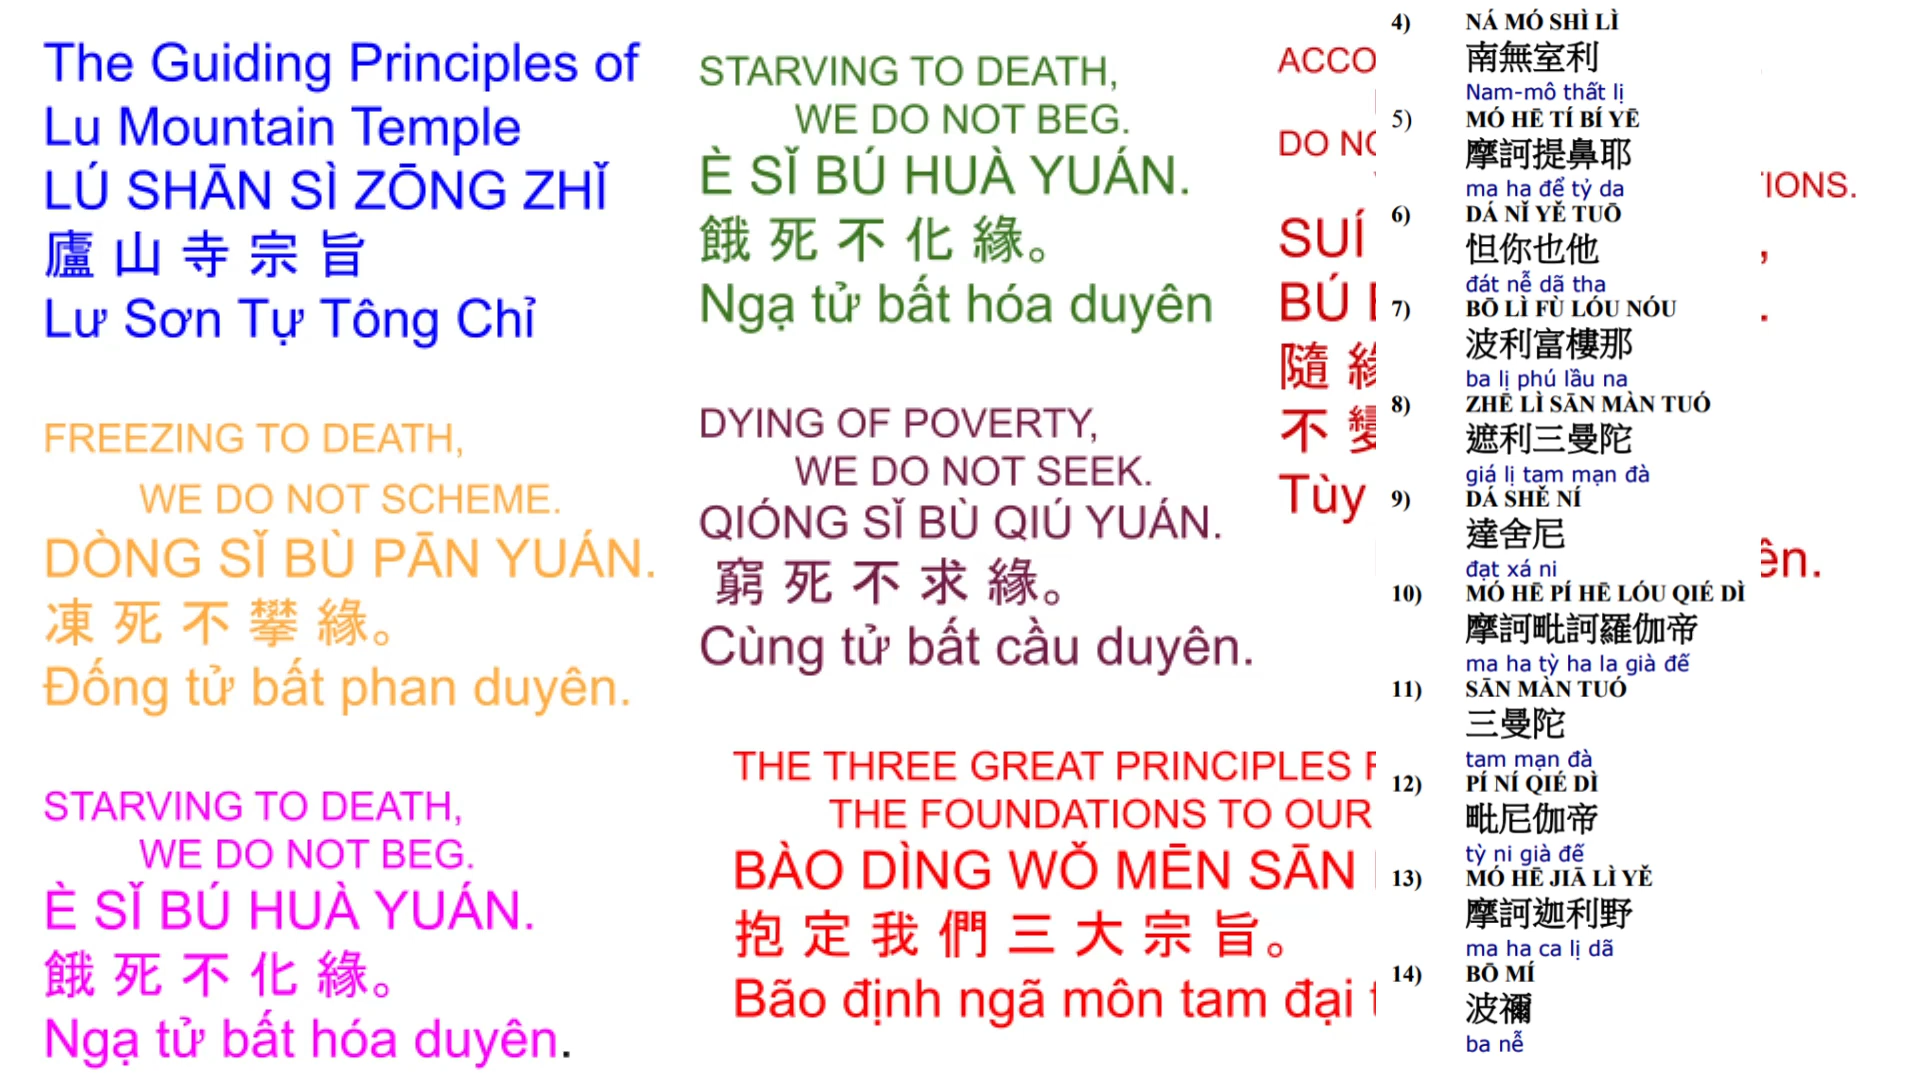 The Guiding Principles of
Lu Mountain Temple
LÚ SHĀN SÌ ZŌNG ZHǏ
廬 山 寺 宗 旨
Lư Sơn Tự Tông Chỉ
FREEZING TO DEATH,
WE DO NOT SCHEME.
DÒNG SǏ BÙ PĀN YUÁN.
凍 死 不 攀 緣。
Đống tử bất phan duyên.
STARVING TO DEATH,
WE DO NOT BEG.
È SǏ BÚ HUÀ YUÁN.
餓 死 不 化 緣。
Ngạ tử bất hóa duyên.
STARVING TO DEATH,
WE DO NOT BEG.
È SǏ BÚ HUÀ YUÁN.
餓 死 不 化 緣。
Ngạ tử bất hóa duyên
DYING OF POVERTY,
WE DO NOT SEEK.
QIÓNG SǏ BÙ QIÚ YUÁN.
窮 死 不 求 緣。
Cùng tử bất cầu duyên.
THE THREE GREAT PRINCIPLES
THE FOUNDATIONS TO OUR
BÀO DÌNG WǑ MĒN SĀN
抱 定 我 們 三 大 宗 旨。
Bão định ngã môn tam đại
ACCO
DO NO
SUÍ
BÚ
隨 緣
不 變
Tùy
TIONS.
ên.
4) NÁ MÓ SHÌ LÌ
南無室利
Nam-mô thất lị
5) MÓ HĒ TÍ BÍ YĒ
摩訶提鼻耶
ma ha để tỷ da
6) DÁ NǏ YĚ TUŌ
怛你也他
đát nễ dã tha
7) BŌ LÌ FÙ LÓU NÓU
波利富樓那
ba lị phú lầu na
8) ZHĒ LÌ SĀN MÀN TUÓ
遮利三曼陀
giá lị tam mạn đà
9) DÁ SHĚ NÍ
達舍尼
đạt xá ni
10) MÓ HĒ PÍ HĒ LÓU QIÉ DÌ
摩訶毗訶羅伽帝
ma ha tỳ ha la già đế
11) SĀN MÀN TUÓ
三曼陀
tam mạn đà
12) PÍ NÍ QIÉ DÌ
毗尼伽帝
tỳ ni già đế
13) MÓ HĒ JIĀ LÌ YĚ
摩訶迦利野
ma ha ca lị dã
14) BŌ MÍ
波禰
ba nễ